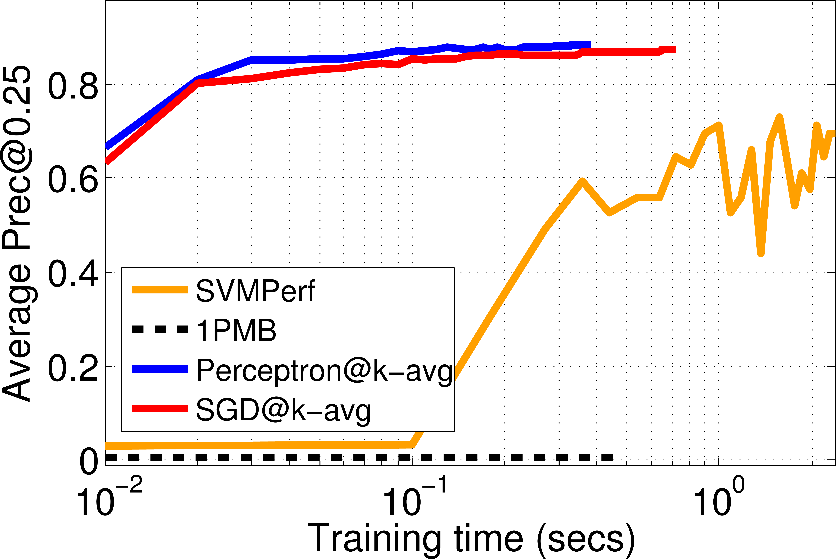 Average Prec@0.25
0.8
0.6
0.4
0.2
0
SVMPerf
1PMB
Perceptron@k-avg
SGD@k-avg
10^-2
10^-1
10^0
Training time (secs)